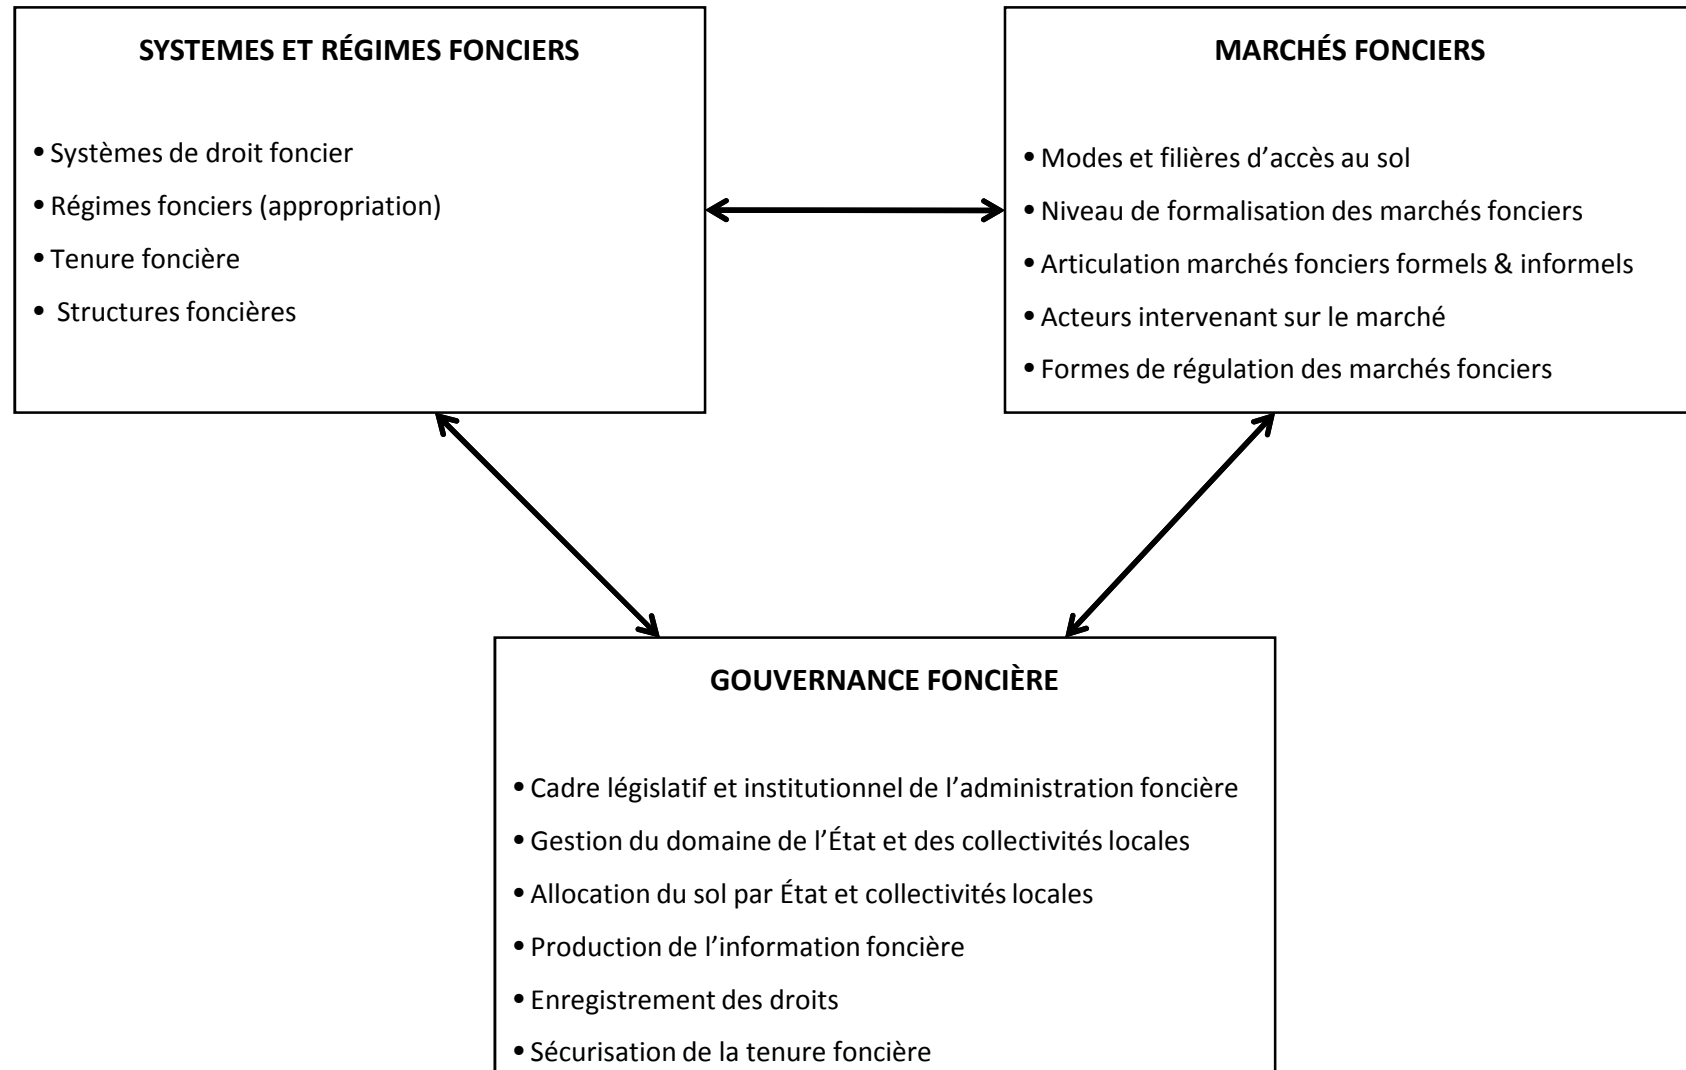 SYSTEMES ET RÉGIMES FONCIERS
• Systèmes de droit foncier
• Régimes fonciers (appropriation)
• Tenure foncière
• Structures foncières
MARCHÉS FONCIERS
• Modes et filières d’accès au sol
• Niveau de formalisation des marchés fonciers
• Articulation marchés fonciers formels & informels
• Acteurs intervenant sur le marché
• Formes de régulation des marchés fonciers
GOUVERNANCE FONCIÈRE
• Cadre législatif et institutionnel de l’administration foncière
• Gestion du domaine de l’État et des collectivités locales
• Allocation du sol par État et collectivités locales
• Production de l’information foncière
• Enregistrement des droits
• Sécurisation de la tenure foncière